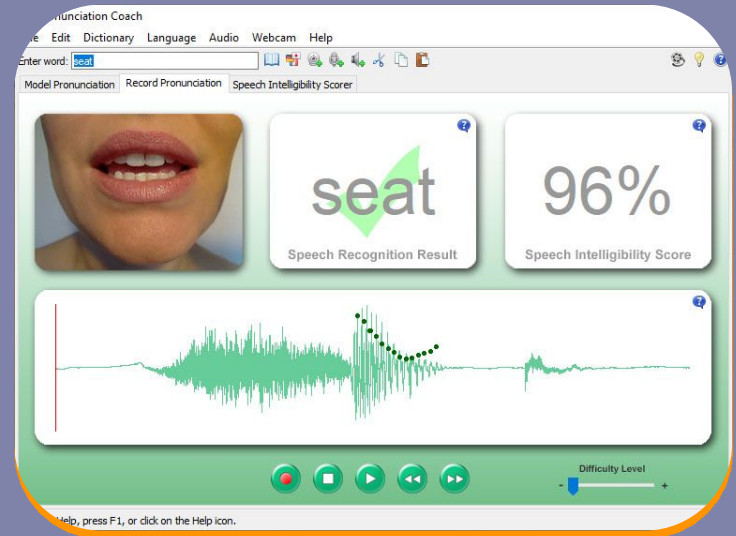 nunciation Coach
Edit Dictionary Language Audio Webcam Help
Enter word: seat
Model Pronunciation Record Pronunciation Speech Intelligibility Scorer
seat
Speech Recognition Result
96%
Speech Intelligibility Score
Difficulty Level
- +
Help, press F1, or click on the Help icon.